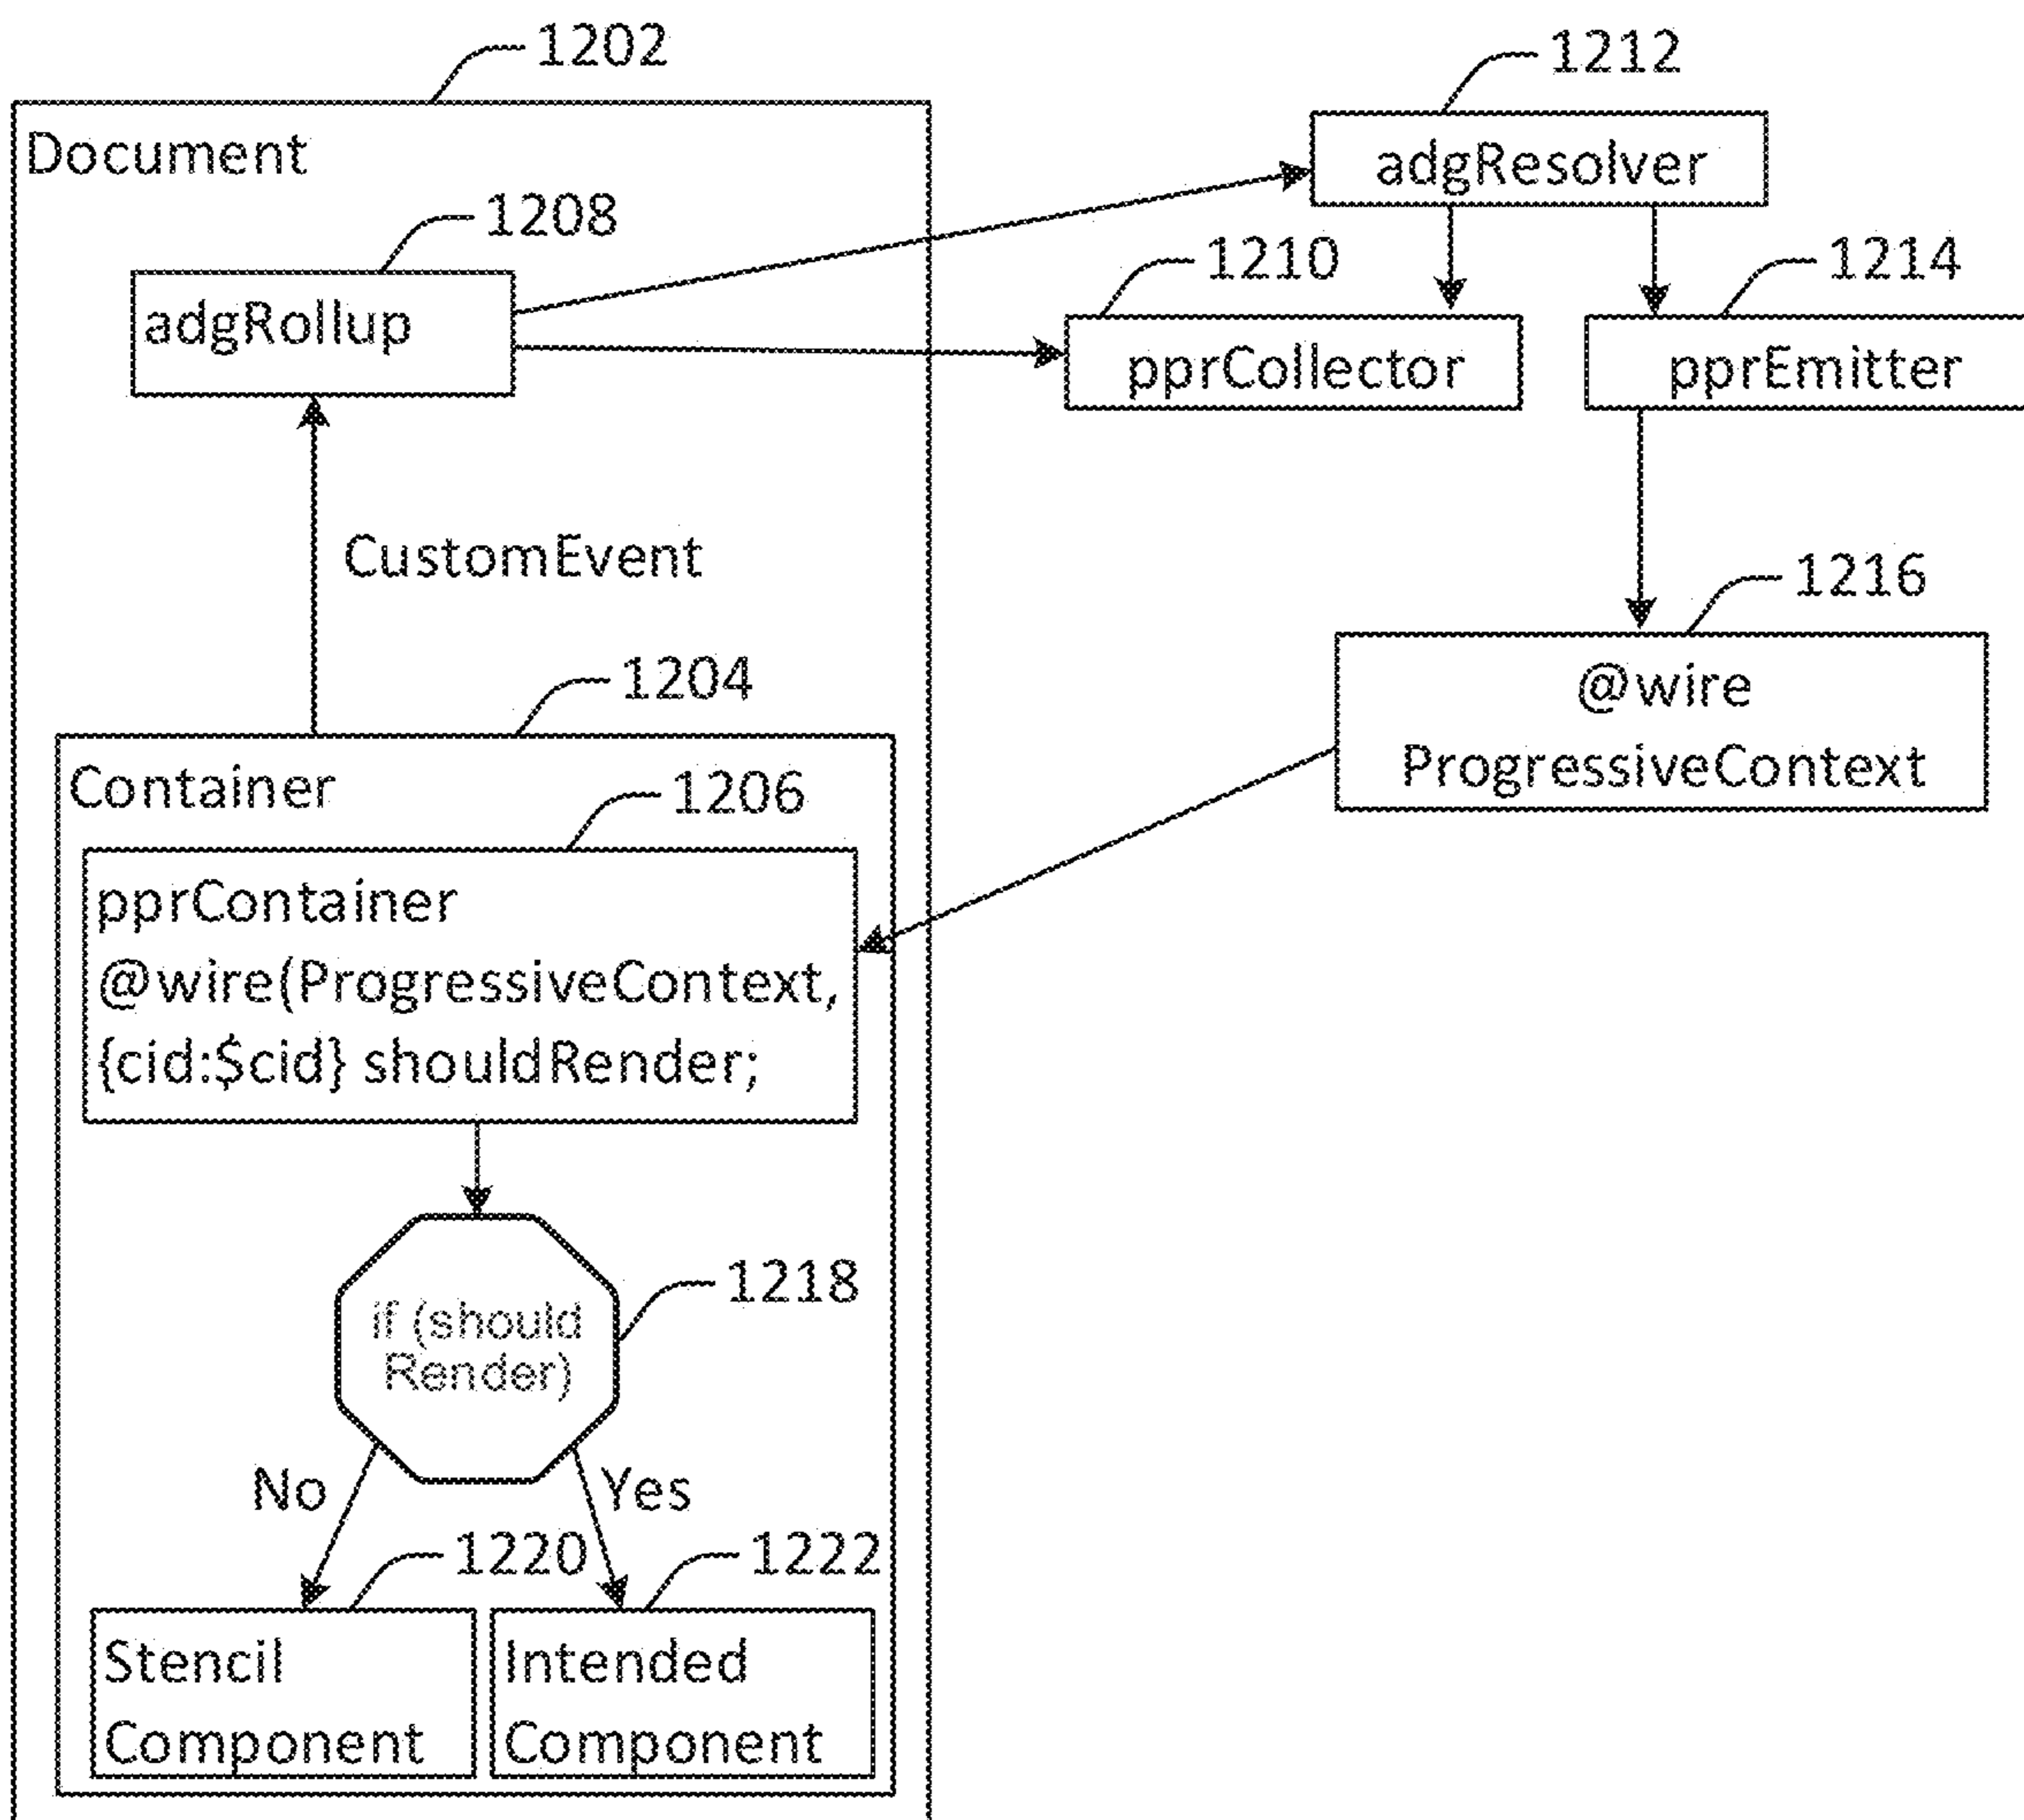 1202
1212
Document
adgResolver
1208
1210
1214
adgRollup
pprCollector
pprEmitter
CustomEvent
1216
1204
@wire
ProgressiveContext
Container
1206
pprContainer
@wire(ProgressiveContext,
{cid:$cid} shouldRender;
1218
if (should
Render)
No
Yes
1220
1222
Stencil
Component
Intended
Component